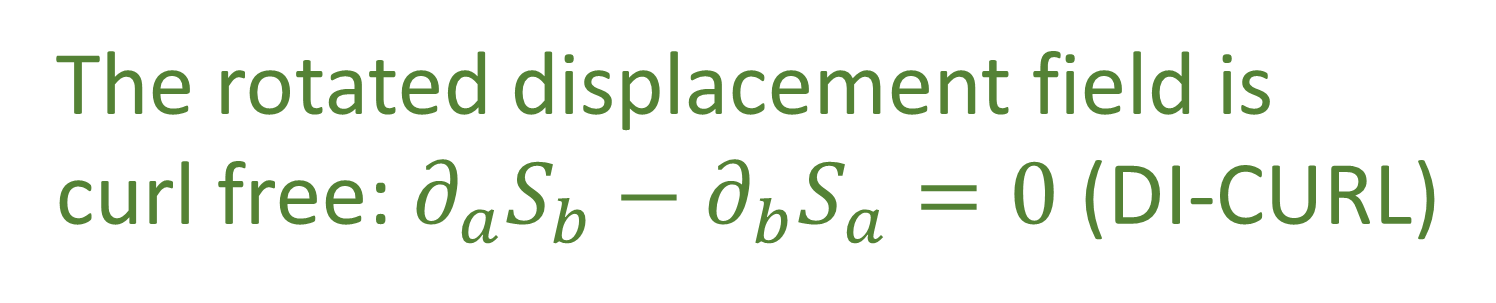 The rotated displacement field is
curl free: ∂ₐS_b − ∂_bSₐ = 0 (DI-CURL)